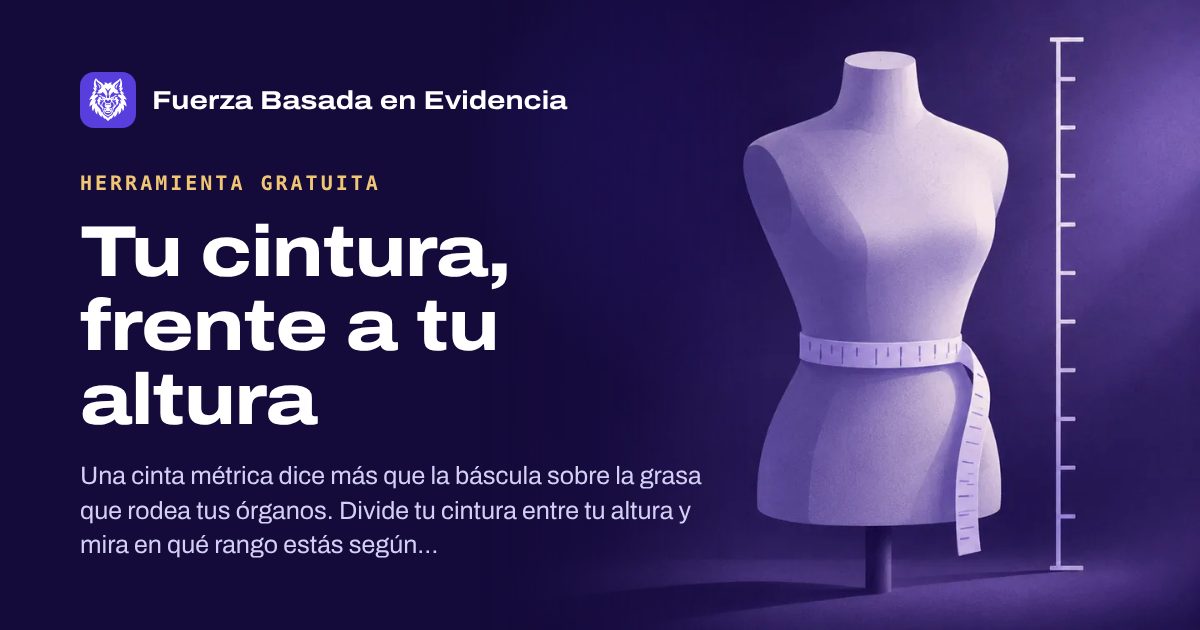 Fuerza Basada en Evidencia
HERRAMIENTA GRATUITA
Tu cintura,
frente a tu
altura
Una cinta métrica dice más que la báscula sobre la grasa
que rodea tus órganos. Divide tu cintura entre tu altura y
mira en qué rango estás según...